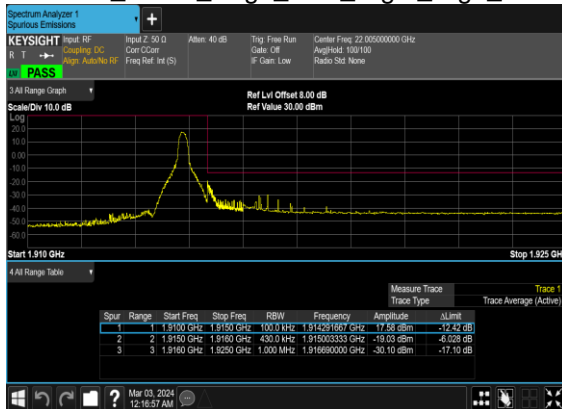 Spectrum Analyzer 1
Spurious Emissions
+
KEYSIGHT Input: RF Input Z: 50 Ω Atten: 40 dB Trig: Free Run Center Freq: 22.005000000 GHz
R T Coupling: DC Corr CCorr Gate: Off Avg|Hold: 100/100
Align: Auto/No RF Freq Ref: Int (S) IF Gain: Low Radio Std: None
PASS
3 All Range Graph Ref Lvl Offset 8.00 dB
Scale/Div 10.0 dB Ref Value 30.00 dBm
Log
20.0
10.0
0.00
-10.0
-20.0
-30.0
-40.0
-50.0
-60.0
Start 1.910 GHz Stop 1.925 GH
4 All Range Table
Measure Trace Trace 1
Trace Type Trace Average (Active)
Spur Range Start Freq Stop Freq RBW Frequency Amplitude ΔLimit
1 1 1.9100 GHz 1.9150 GHz 100.0 kHz 1.914291667 GHz 17.58 dBm -12.42 dB
2 2 1.9150 GHz 1.9160 GHz 430.0 kHz 1.915003333 GHz -19.03 dBm -6.028 dB
3 3 1.9160 GHz 1.9250 GHz 1.000 MHz 1.916690000 GHz -30.10 dBm -17.10 dB
? Mar 03, 2024
12:16:57 AM